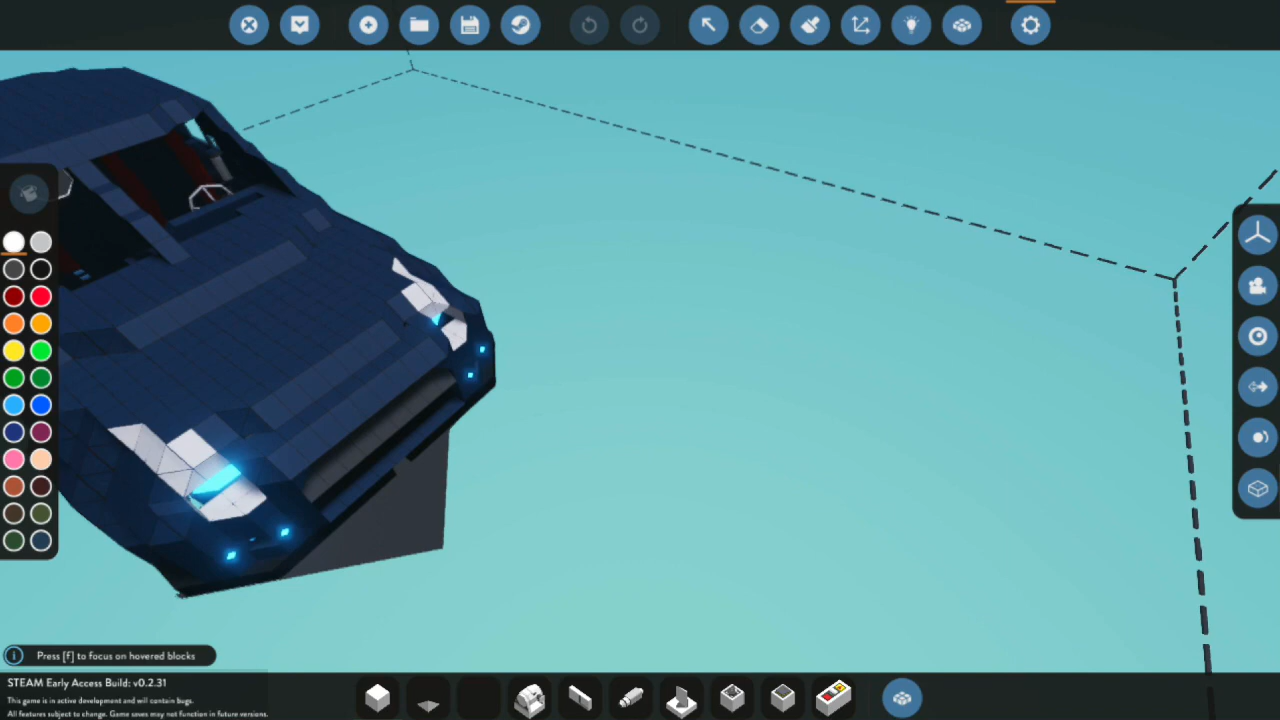 Press [f] to focus on hovered blocks
STEAM Early Access Build: v0.2.31
This game is in active development and will contain bugs.
All features subject to change. Game saves may not function in future versions.